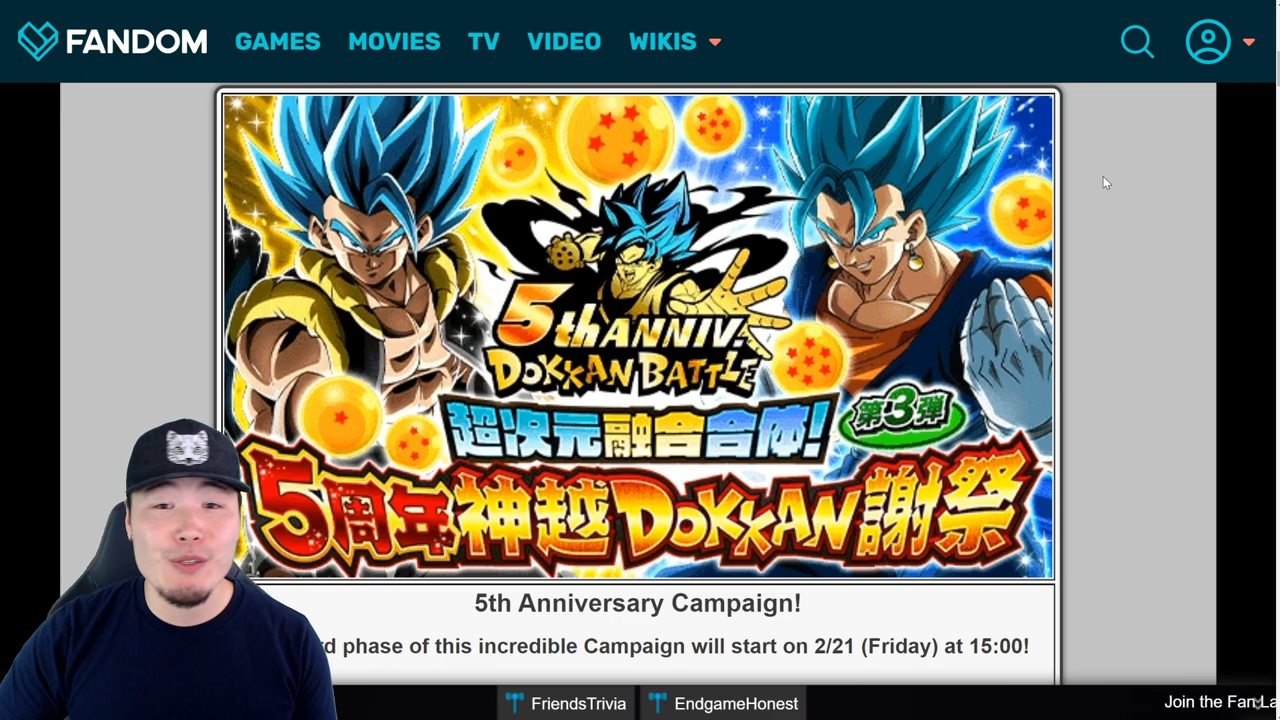 FANDOM GAMES MOVIES TV VIDEO WIKIS
5th ANNIV.
DOKKAN BATTLE
超次元融合合体!
第3弾
5周年神越DOKKAN謝祭
5th Anniversary Campaign!
rd phase of this incredible Campaign will start on 2/21 (Friday) at 15:00!
FriendsTrivia EndgameHonest Join the Fan La